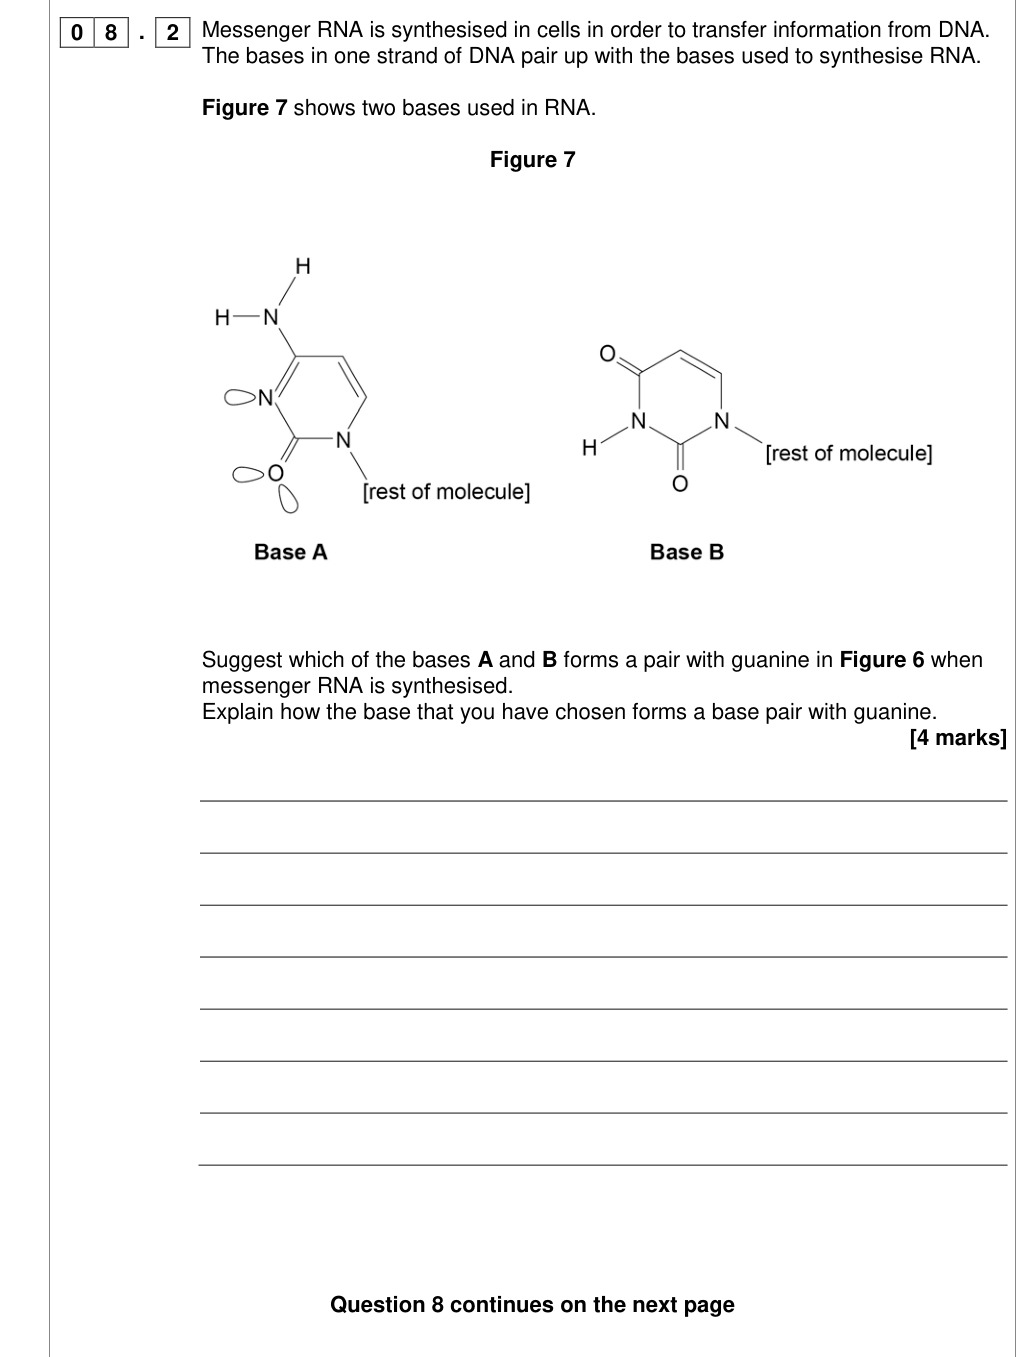 0 8 . 2 Messenger RNA is synthesised in cells in order to transfer information from DNA.
The bases in one strand of DNA pair up with the bases used to synthesise RNA.
Figure 7 shows two bases used in RNA.
Figure 7
H
H N
N
N
O
[rest of molecule]
Base A
O
N N
H
[rest of molecule]
O
Base B
Suggest which of the bases A and B forms a pair with guanine in Figure 6 when
messenger RNA is synthesised.
Explain how the base that you have chosen forms a base pair with guanine.
[4 marks]
Question 8 continues on the next page